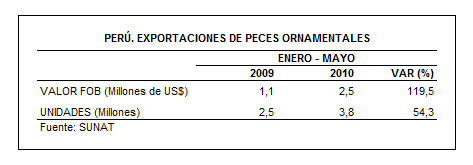 PERÚ. EXPORTACIONES DE PECES ORNAMENTALES
ENERO - MAYO
2009 2010 VAR (%)
VALOR FOB (Millones de US$) 1,1 2,5 119,5
UNIDADES (Millones) 2,5 3,8 54,3
Fuente: SUNAT